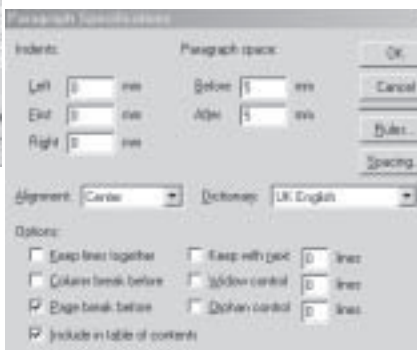 Paragraph Specifications
Indents: Paragraph space: OK
Left 0 mm Before 5 mm Cancel
First 0 mm After 5 mm
Right 0 mm Rules...
Spacing...
Alignment: Center Dictionary: UK English
Options:
Keep lines together Keep with next 0 lines
Column break before Widow control 0 lines
Page break before Orphan control 0 lines
Include in table of contents